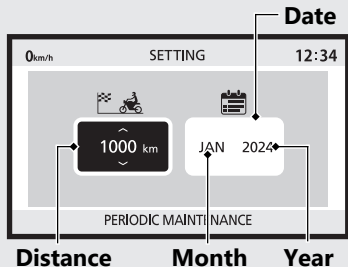 Date
0km/h SETTING 12:34
1000 km JAN 2024
PERIODIC MAINTENANCE
Distance Month Year